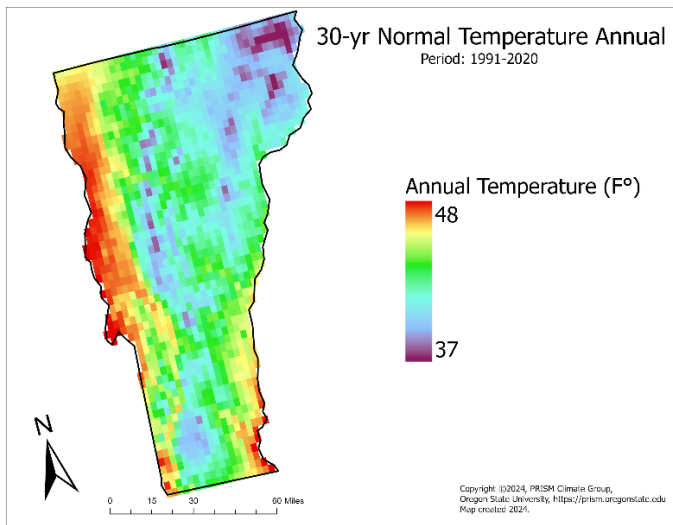 30-yr Normal Temperature Annual
Period: 1991-2020
Annual Temperature (F°)
48
37
N
0 15 30 60 Miles
Copyright ©2024, PRISM Climate Group,
Oregon State University, https://prism.oregonstate.edu
Map created 2024.